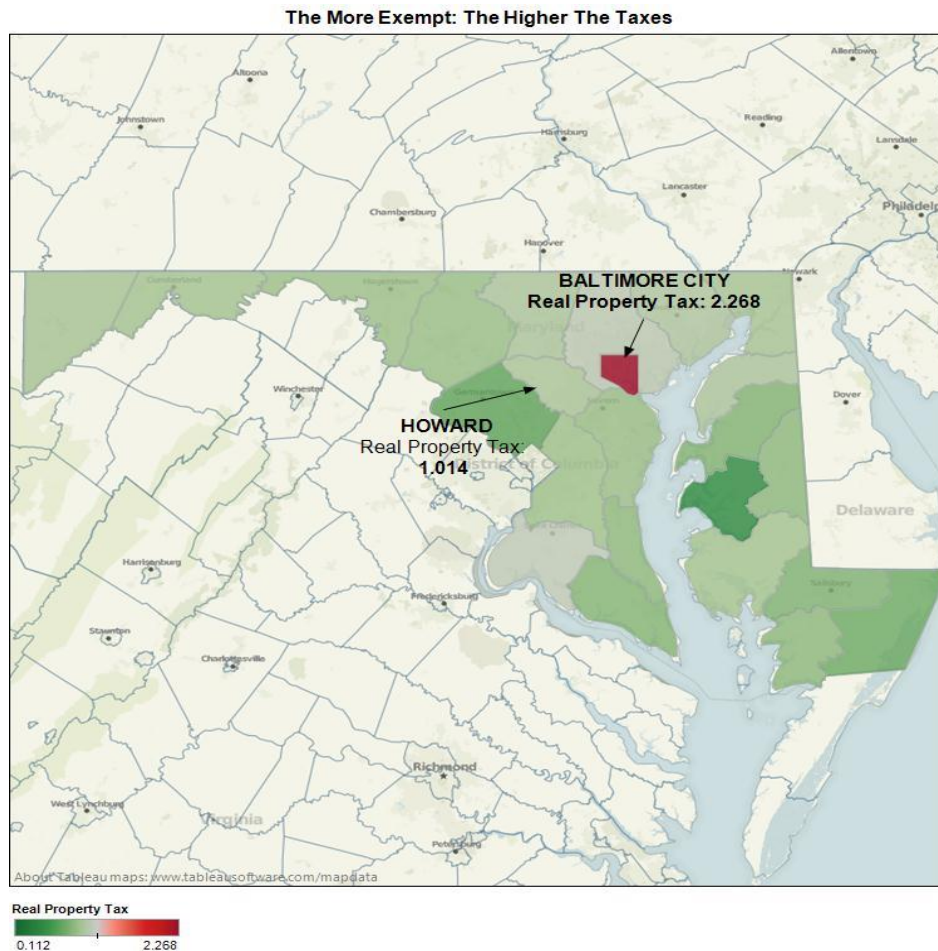 The More Exempt: The Higher The Taxes
Allentown
Altoona
Johnstown
Reading
Harrisburg
Lansdale
Lancaster
Philadelp
Chambersburg
Hanover
Newark
Cumberland
Hagerstown
BALTIMORE CITY
Real Property Tax: 2.268
Maryland
Winchester
Dover
HOWARD
Real Property Tax:
1.014
District of Columbia
Delaware
Harrisonburg
Salisbury
Fredericksburg
Staunton
Charlottesville
Richmond
West Lynchburg
Virginia
Petersburg
About Tableau maps: www.tableausoftware.com/mapdata
Real Property Tax
0.112
2.268